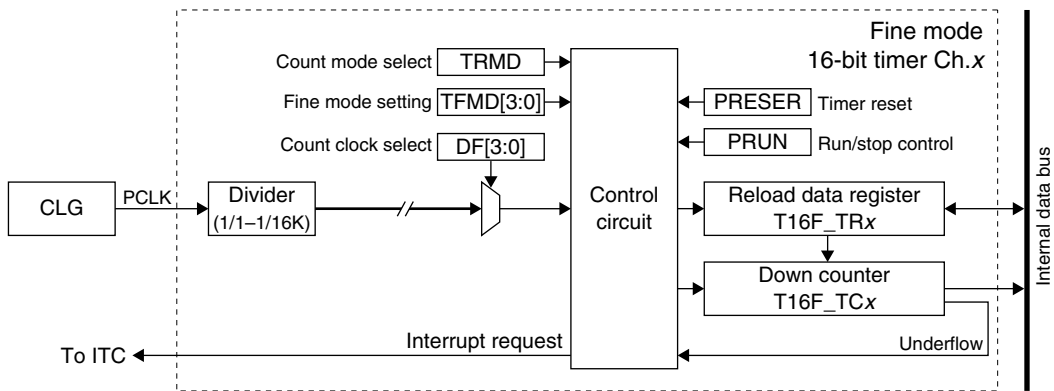 Fine mode
16-bit timer Ch.x
Count mode select
TRMD
Fine mode setting
TFMD[3:0]
PRESER
Timer reset
Count clock select
DF[3:0]
PRUN
Run/stop control
CLG
PCLK
Divider
(1/1–1/16K)
Control
circuit
Reload data register
T16F_TRx
Down counter
T16F_TCx
Internal data bus
To ITC
Interrupt request
Underflow